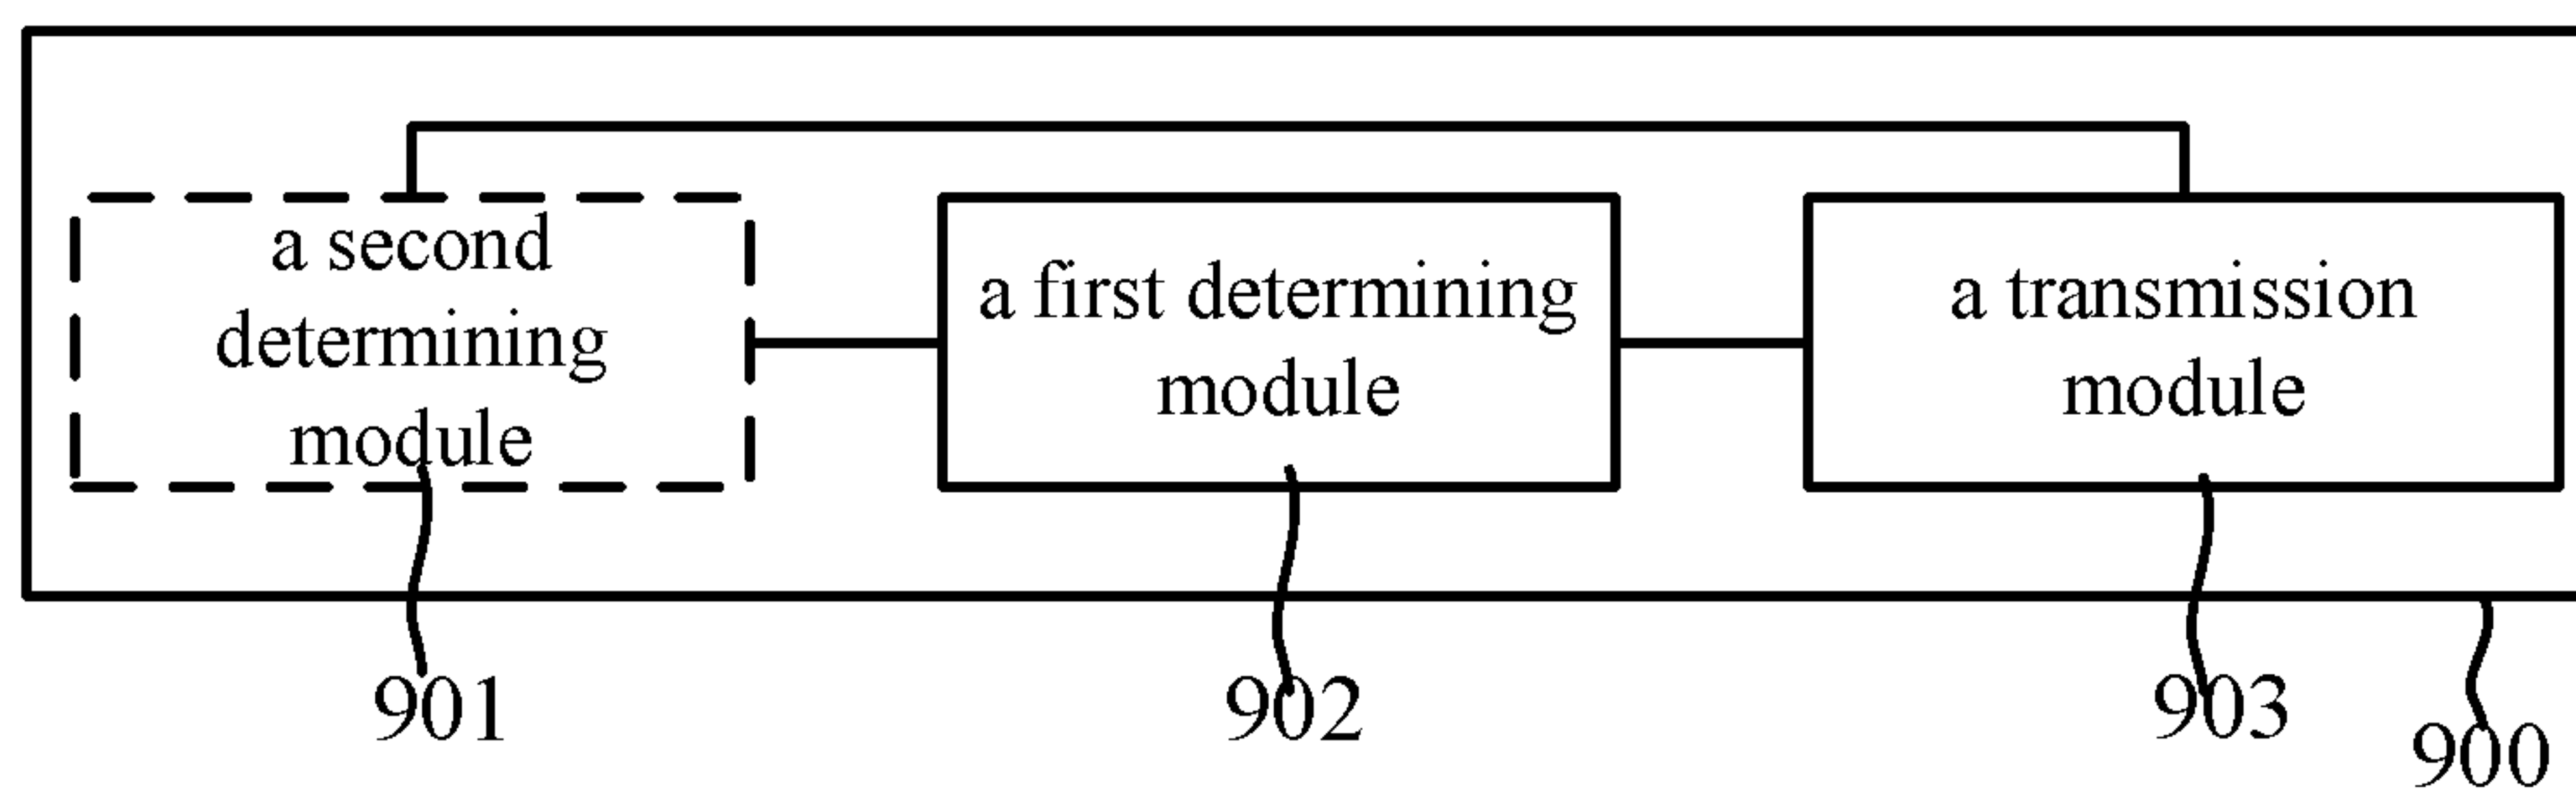 a second
determining
module
a first determining
module
a transmission
module
901
902
903
900